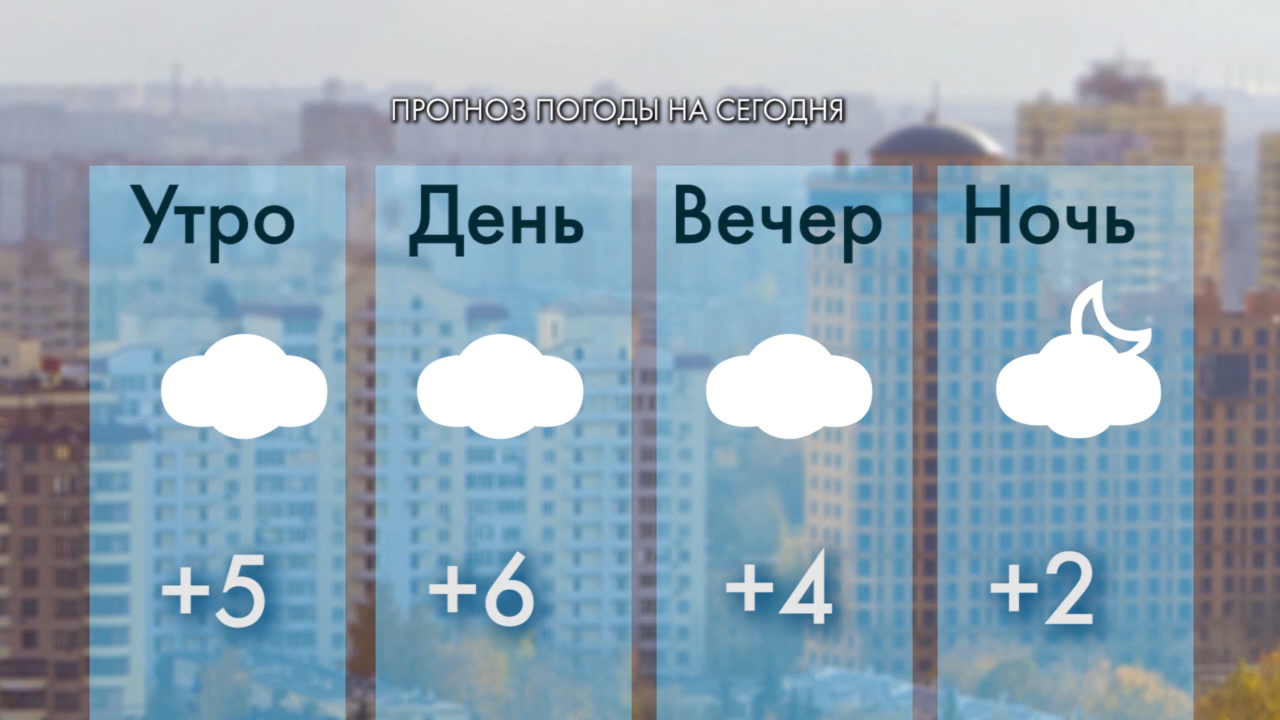 ПРОГНОЗ ПОГОДЫ НА СЕГОДНЯ
Утро
День
Вечер
Ночь
+5
+6
+4
+2